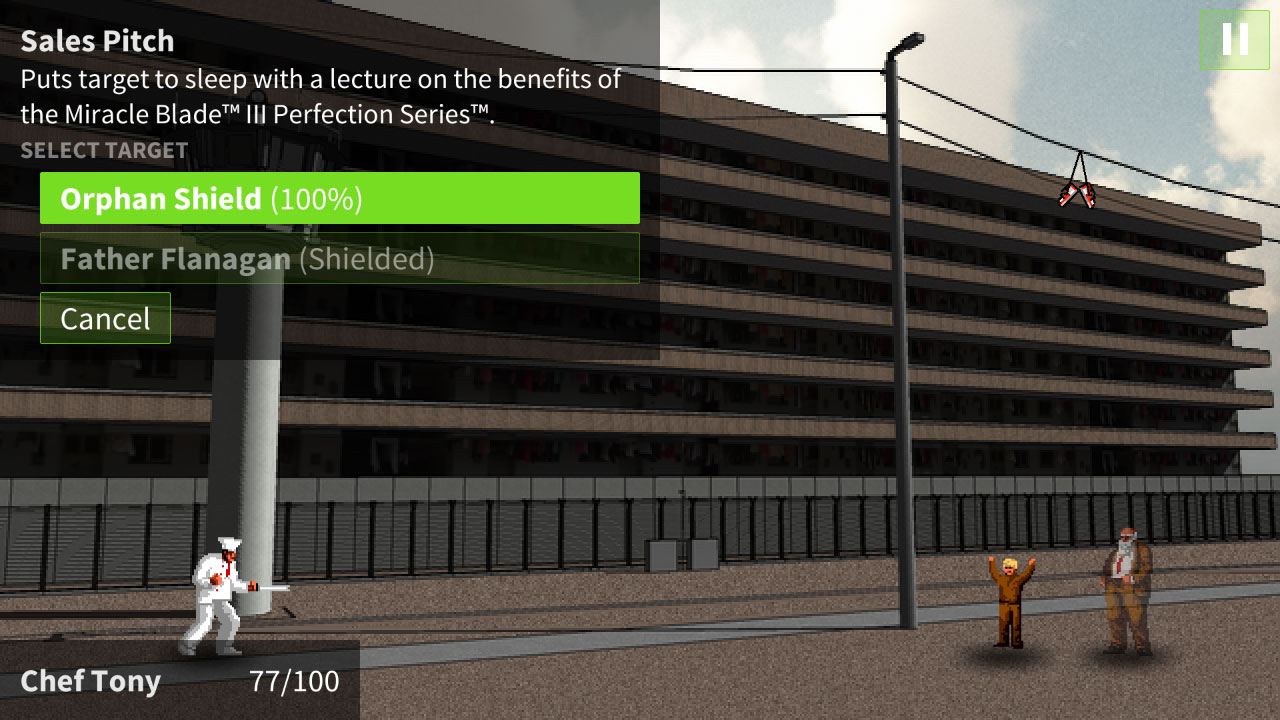 Sales Pitch
Puts target to sleep with a lecture on the benefits of
the Miracle Blade™ III Perfection Series™.
SELECT TARGET
Orphan Shield (100%)
Father Flanagan (Shielded)
Cancel
Chef Tony 77/100